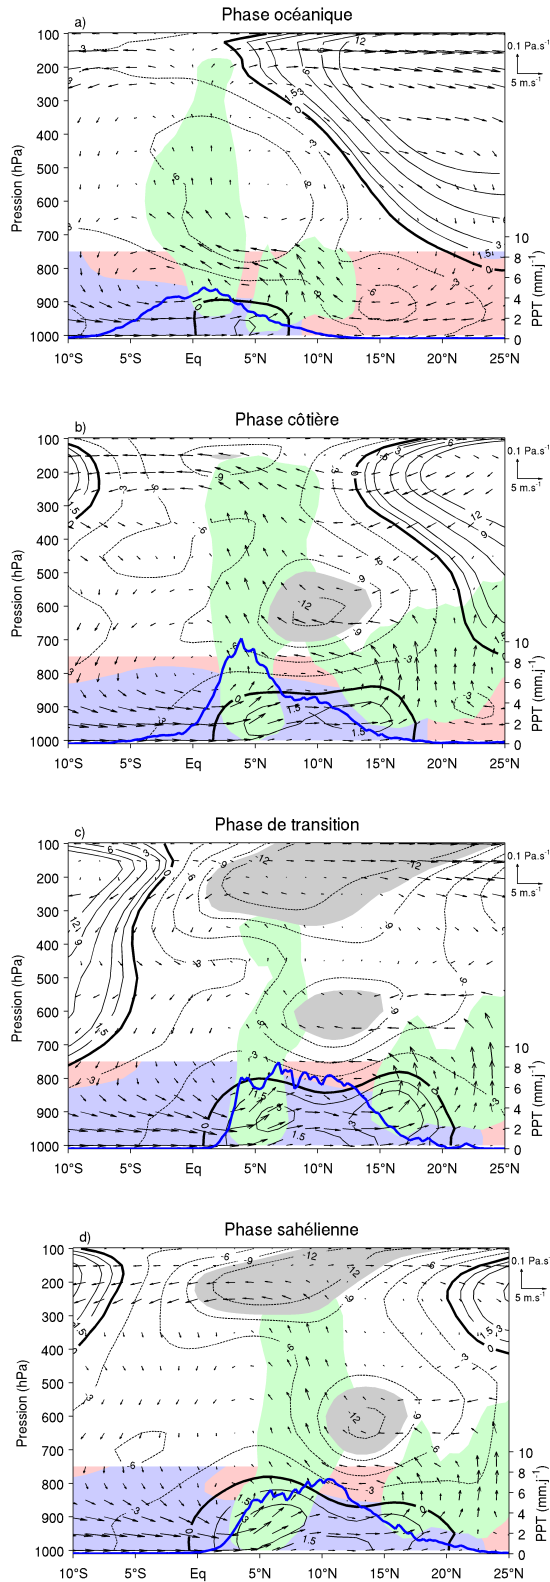 Phase océanique
a)
100
200
300
400
500
600
700
800
900
1000
Pression (hPa)
0.1 Pa.s⁻¹
5 m.s⁻¹
10
8
6
4
2
0
PPT (mm.j⁻¹)
10°S 5°S Eq 5°N 10°N 15°N 20°N 25°N
Phase côtière
b)
100
200
300
400
500
600
700
800
900
1000
Pression (hPa)
0.1 Pa.s⁻¹
5 m.s⁻¹
10
8
6
4
2
0
PPT (mm.j⁻¹)
10°S 5°S Eq 5°N 10°N 15°N 20°N 25°N
Phase de transition
c)
100
200
300
400
500
600
700
800
900
1000
Pression (hPa)
0.1 Pa.s⁻¹
5 m.s⁻¹
10
8
6
4
2
0
PPT (mm.j⁻¹)
10°S 5°S Eq 5°N 10°N 15°N 20°N 25°N
Phase sahélienne
d)
100
200
300
400
500
600
700
800
900
1000
Pression (hPa)
0.1 Pa.s
5 m.s⁻¹
10
8
6
4
2
0
PPT (mm.j⁻¹)
10°S 5°S Eq 5°N 10°N 15°N 20°N 25°N